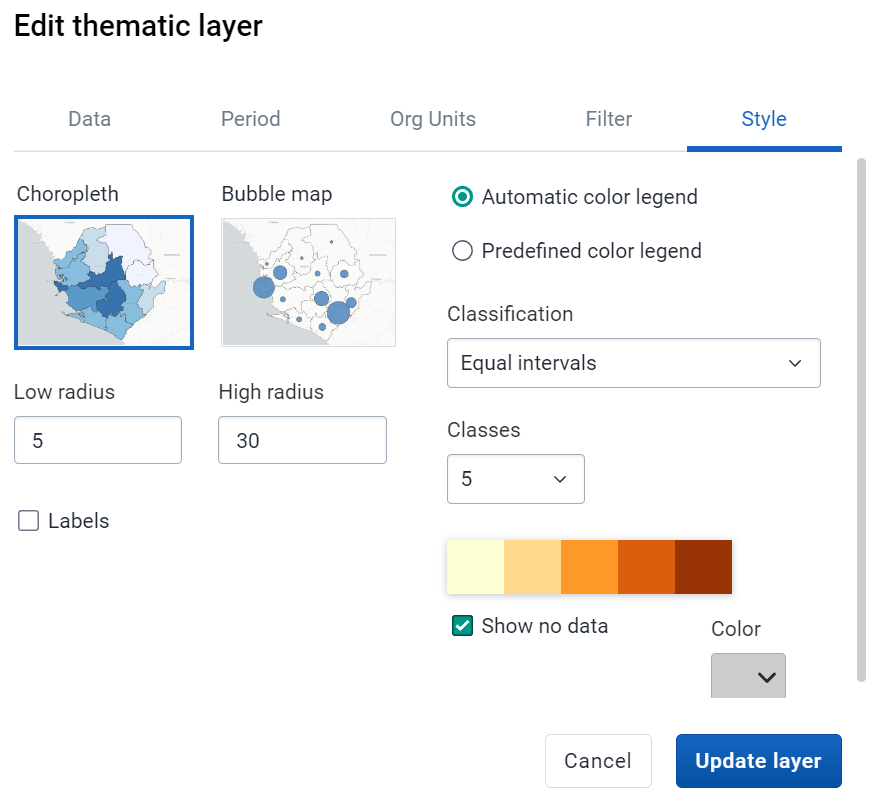 Edit thematic layer
Data Period Org Units Filter Style
Choropleth
Bubble map
Low radius
5
High radius
30
Labels
Automatic color legend
Predefined color legend
Classification
Equal intervals
Classes
5
Show no data
Color
Cancel
Update layer